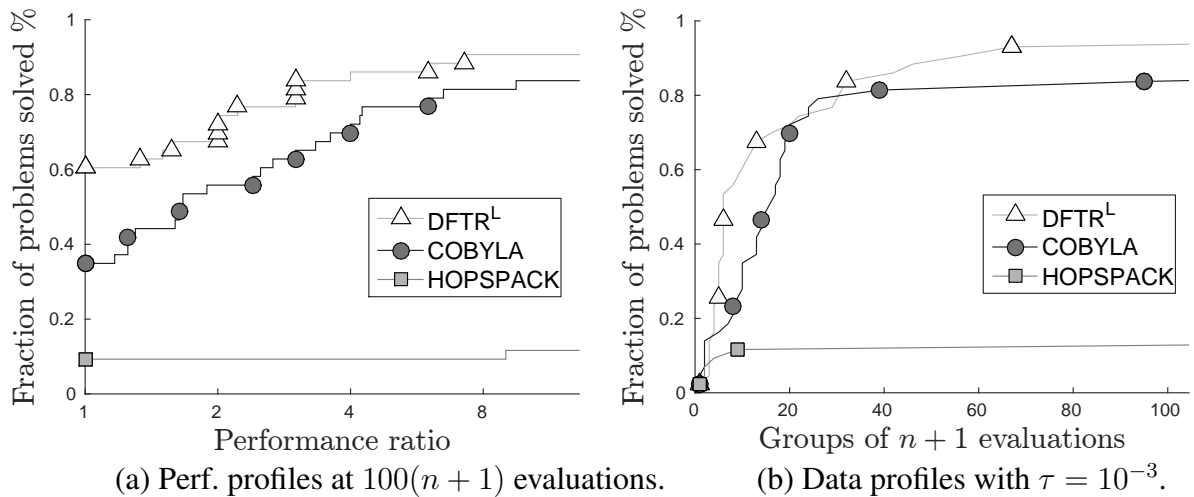 Fraction of problems solved %
1
0.8
0.6
0.4
0.2
0
DFTR^L
COBYLA
HOPSPACK
1 2 4 8
Performance ratio
(a) Perf. profiles at 100(n + 1) evaluations.
Fraction of problems solved %
1
0.8
0.6
0.4
0.2
0
DFTR^L
COBYLA
HOPSPACK
0 20 40 60 80 100
Groups of n + 1 evaluations
(b) Data profiles with τ = 10⁻³.